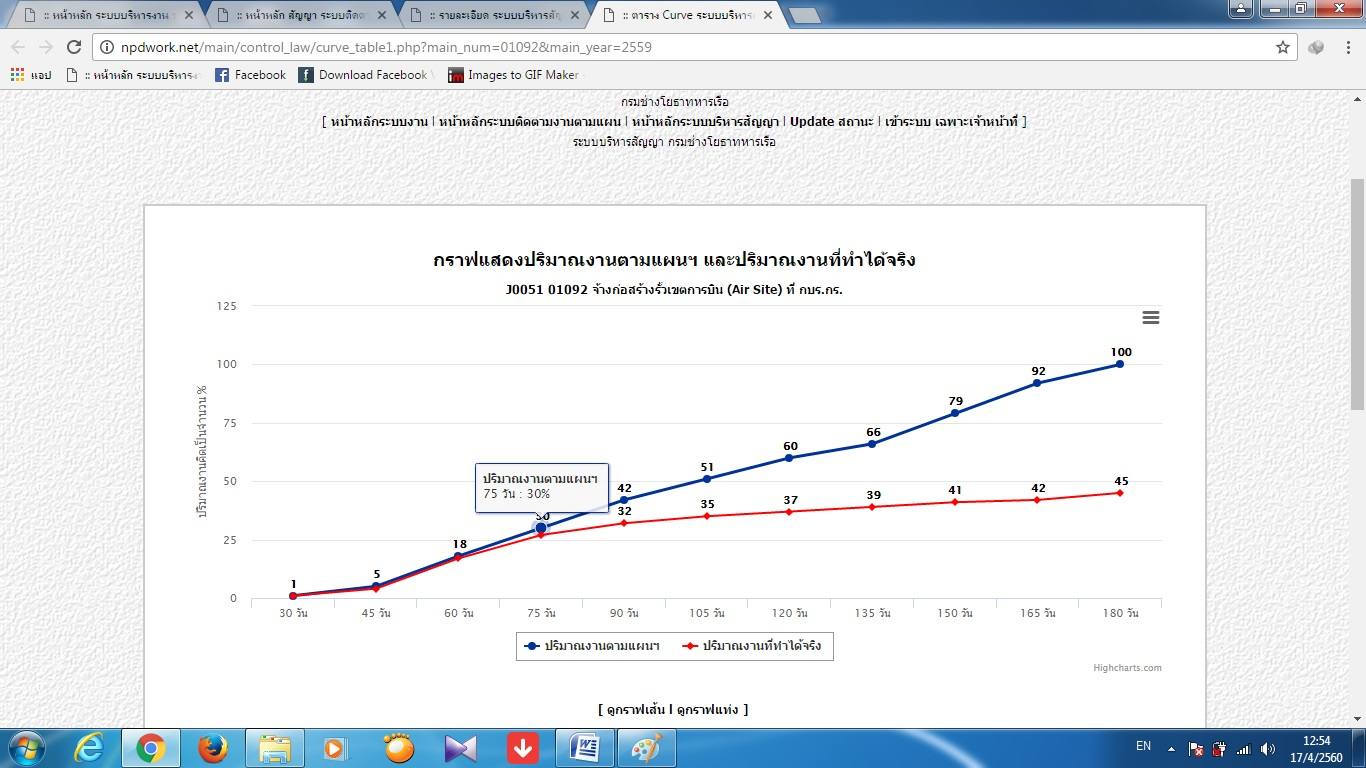 :: หน้าหลัก ระบบบริหารงาน
:: หน้าหลัก สัญญา ระบบติดตา
:: รายละเอียด ระบบบริหารสัญ
:: ตาราง Curve ระบบบริหาร
npdwork.net/main/control_law/curve_table1.php?main_num=01092&main_year=2559
แอป
:: หน้าหลัก ระบบบริหารงา
Facebook
Download Facebook
Images to GIF Maker
กรมช่างโยธาทหารเรือ
[ หน้าหลักระบบงาน | หน้าหลักระบบติดตามงานตามแผน | หน้าหลักระบบบริหารสัญญา | Update สถานะ | เข้าระบบ เฉพาะเจ้าหน้าที่ ]
ระบบบริหารสัญญา กรมช่างโยธาทหารเรือ
กราฟแสดงปริมาณงานตามแผนฯ และปริมาณงานที่ทำได้จริง
J0051 01092 จ้างก่อสร้างรั้วเขตการบิน (Air Site) ที่ กบร.กร.
ปริมาณงานคิดเป็นจำนวน %
125
100
75
50
25
0
1 5 18 30 42 51 60 66 79 92 100
32 35 37 39 41 42 45
ปริมาณงานตามแผนฯ
75 วัน : 30%
30 วัน 45 วัน 60 วัน 75 วัน 90 วัน 105 วัน 120 วัน 135 วัน 150 วัน 165 วัน 180 วัน
ปริมาณงานตามแผนฯ ปริมาณงานที่ทำได้จริง
Highcharts.com
[ ดูกราฟเส้น l ดูกราฟแท่ง ]
EN
12:54
17/4/2560